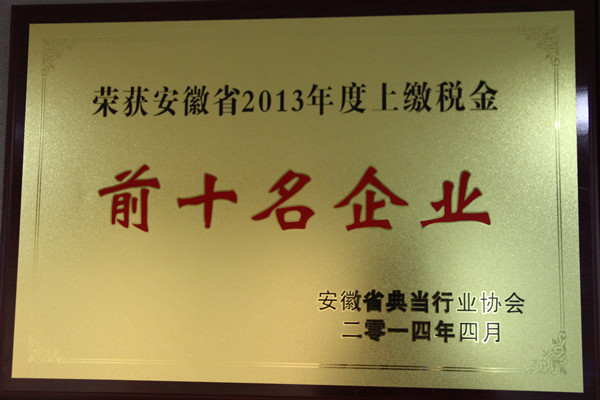 荣获安徽省2013年度上缴税金
前十名企业
安徽省典当行业协会
二零一四年四月